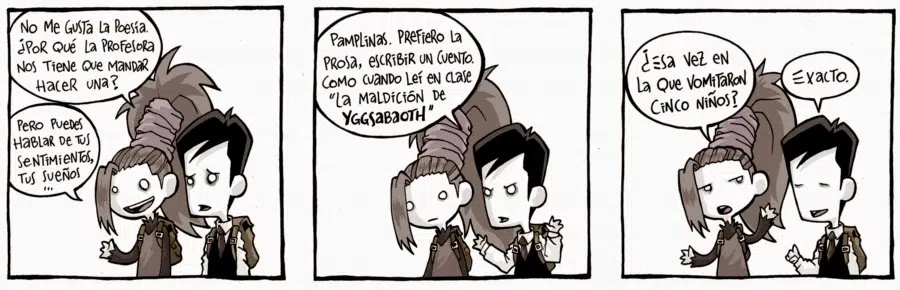 NO ME GUSTA LA POESÍA.
¿POR QUÉ LA PROFESORA
NOS TIENE QUE MANDAR
HACER UNA?
PERO PUEDES
HABLAR DE TUS
SENTIMIENTOS,
TUS SUEÑOS
...
PAMPLINAS. PREFIERO LA
PROSA, ESCRIBIR UN CUENTO.
COMO CUANDO LEÍ EN CLASE
"LA MALDICIÓN DE
YGGSABAOTH"
¿ESA VEZ EN
LA QUE VOMITARON
CINCO NIÑOS?
EXACTO.